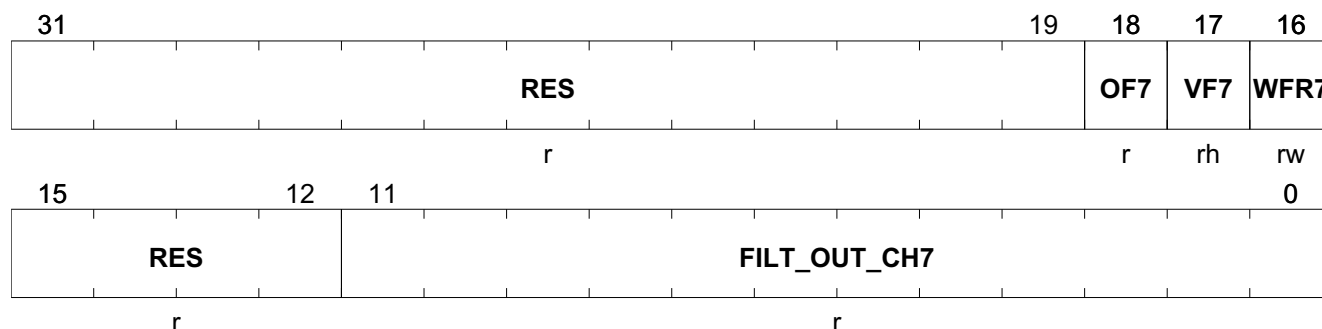 31 19 18 17 16
RES OF7 VF7 WFR7
r r rh rw
15 12 11 0
RES FILT_OUT_CH7
r r